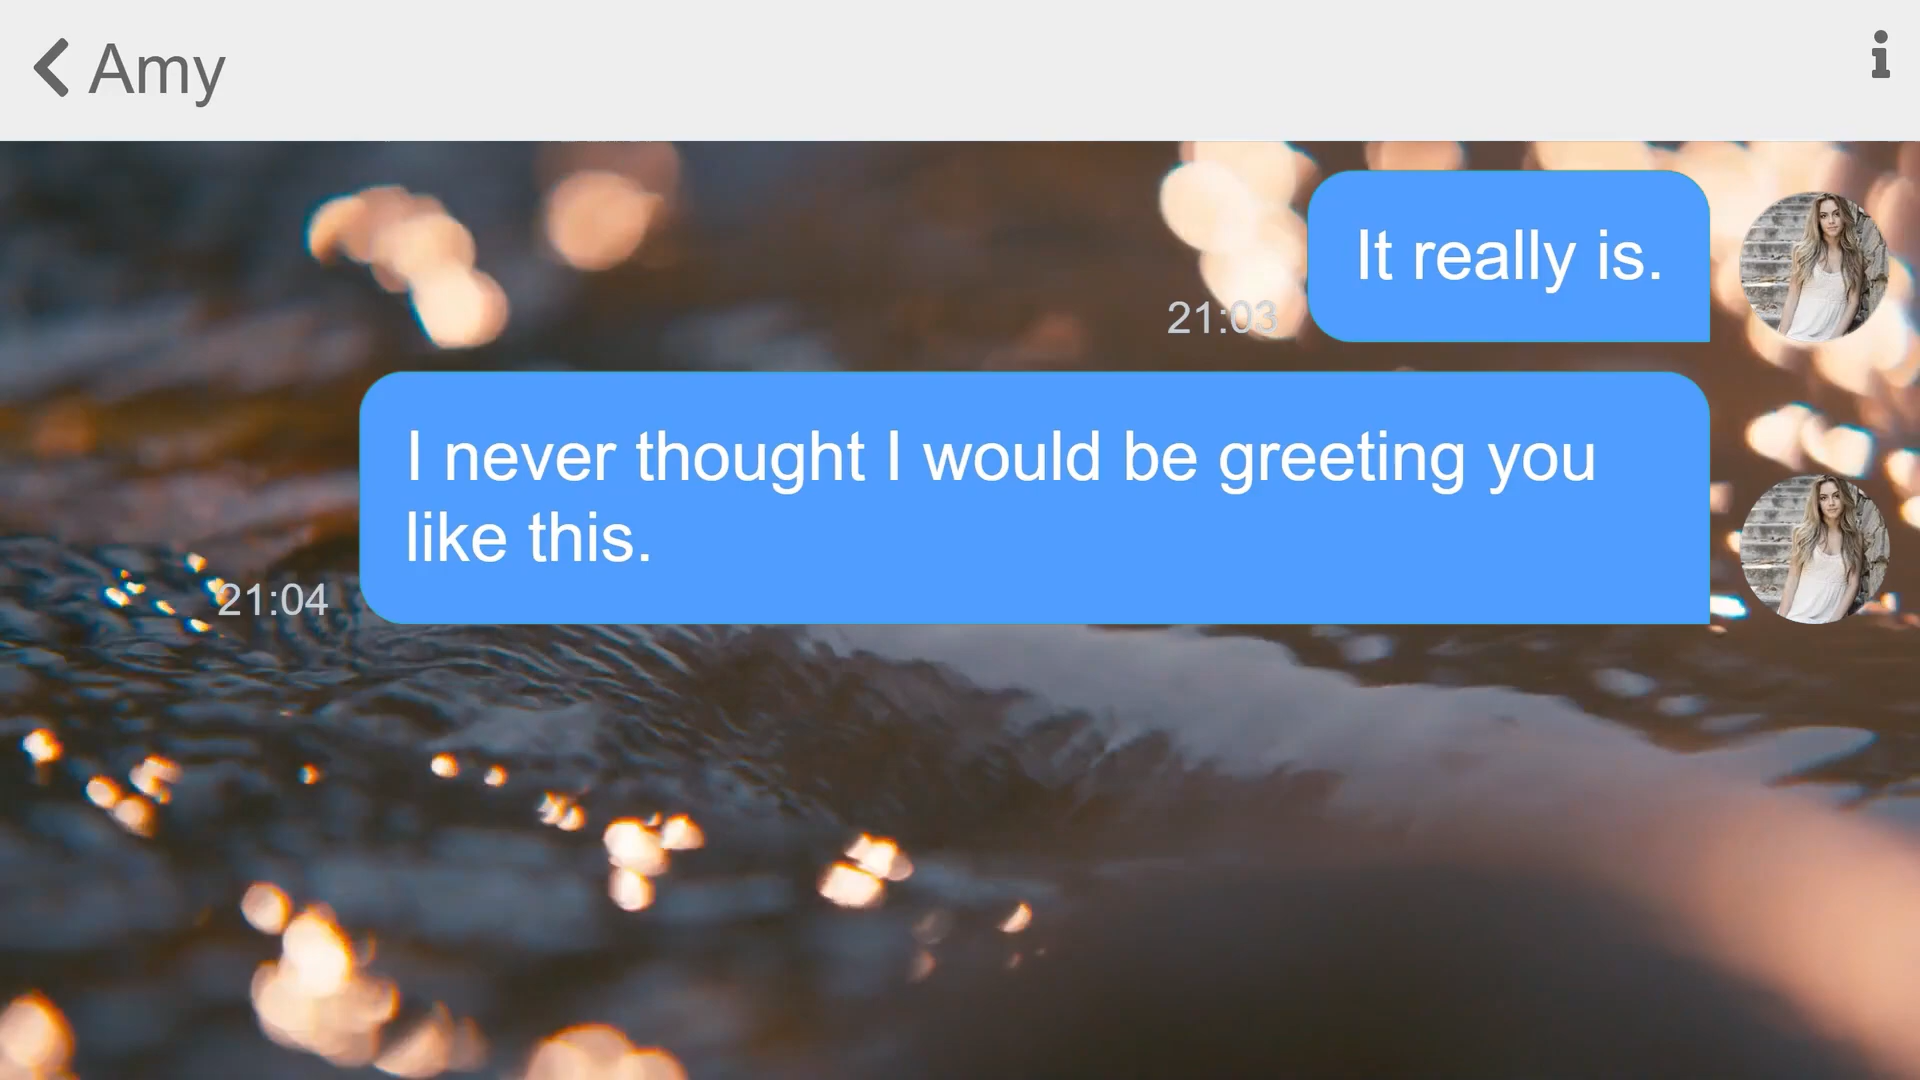 Amy
It really is.
21:03
I never thought I would be greeting you
like this.
21:04